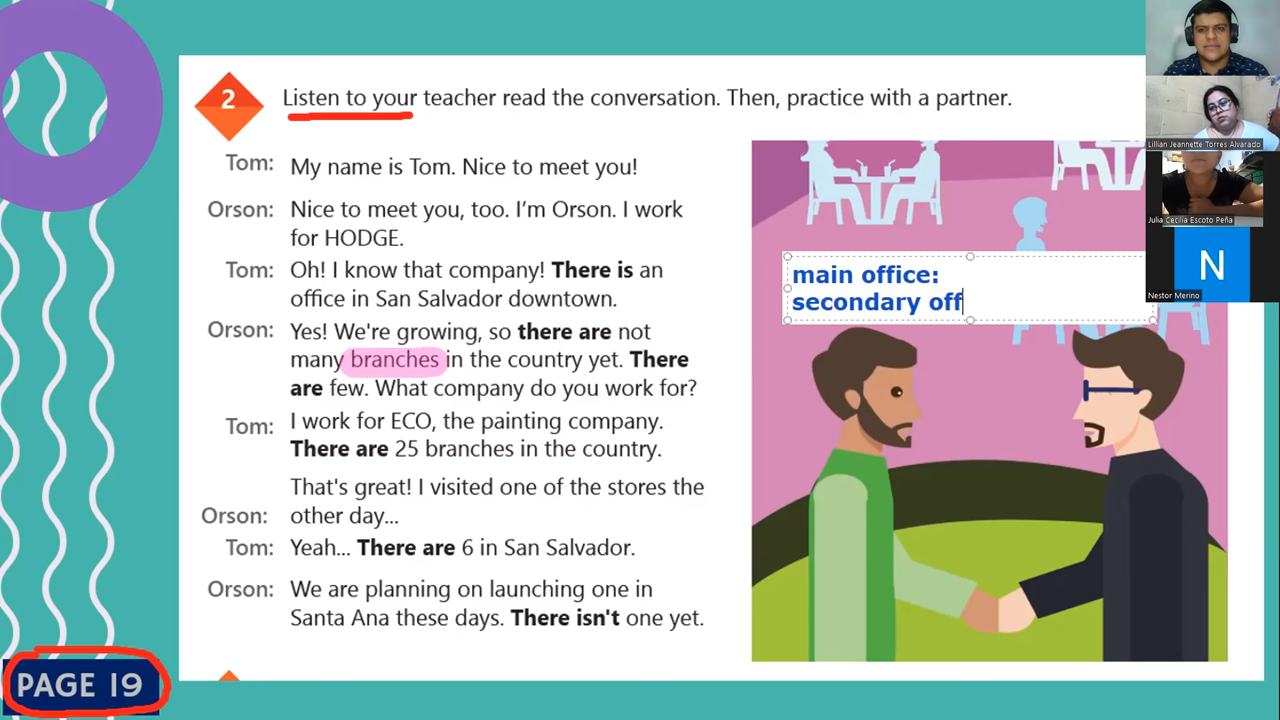 2
Listen to your teacher read the conversation. Then, practice with a partner.
Tom: My name is Tom. Nice to meet you!
Orson: Nice to meet you, too. I'm Orson. I work
for HODGE.
Tom: Oh! I know that company! There is an
office in San Salvador downtown.
Orson: Yes! We're growing, so there are not
many branches in the country yet. There
are few. What company do you work for?
Tom: I work for ECO, the painting company.
There are 25 branches in the country.
That's great! I visited one of the stores the
Orson: other day...
Tom: Yeah... There are 6 in San Salvador.
Orson: We are planning on launching one in
Santa Ana these days. There isn't one yet.
PAGE 19
main office:
secondary off
Lillian Jeannette Torres Alvarado
Julia Cecilia Escoto Peña
N
Nestor Merino